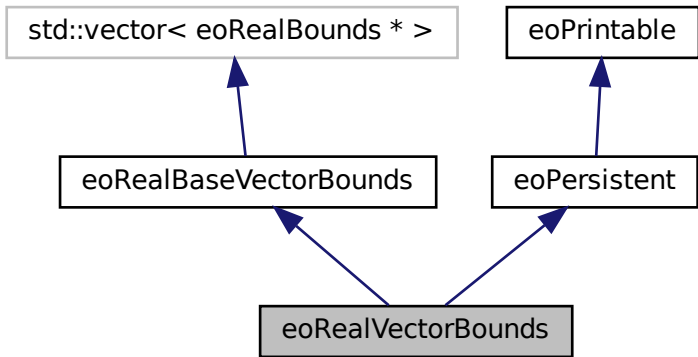 std::vector< eoRealBounds * >
eoPrintable
eoRealBaseVectorBounds
eoPersistent
eoRealVectorBounds